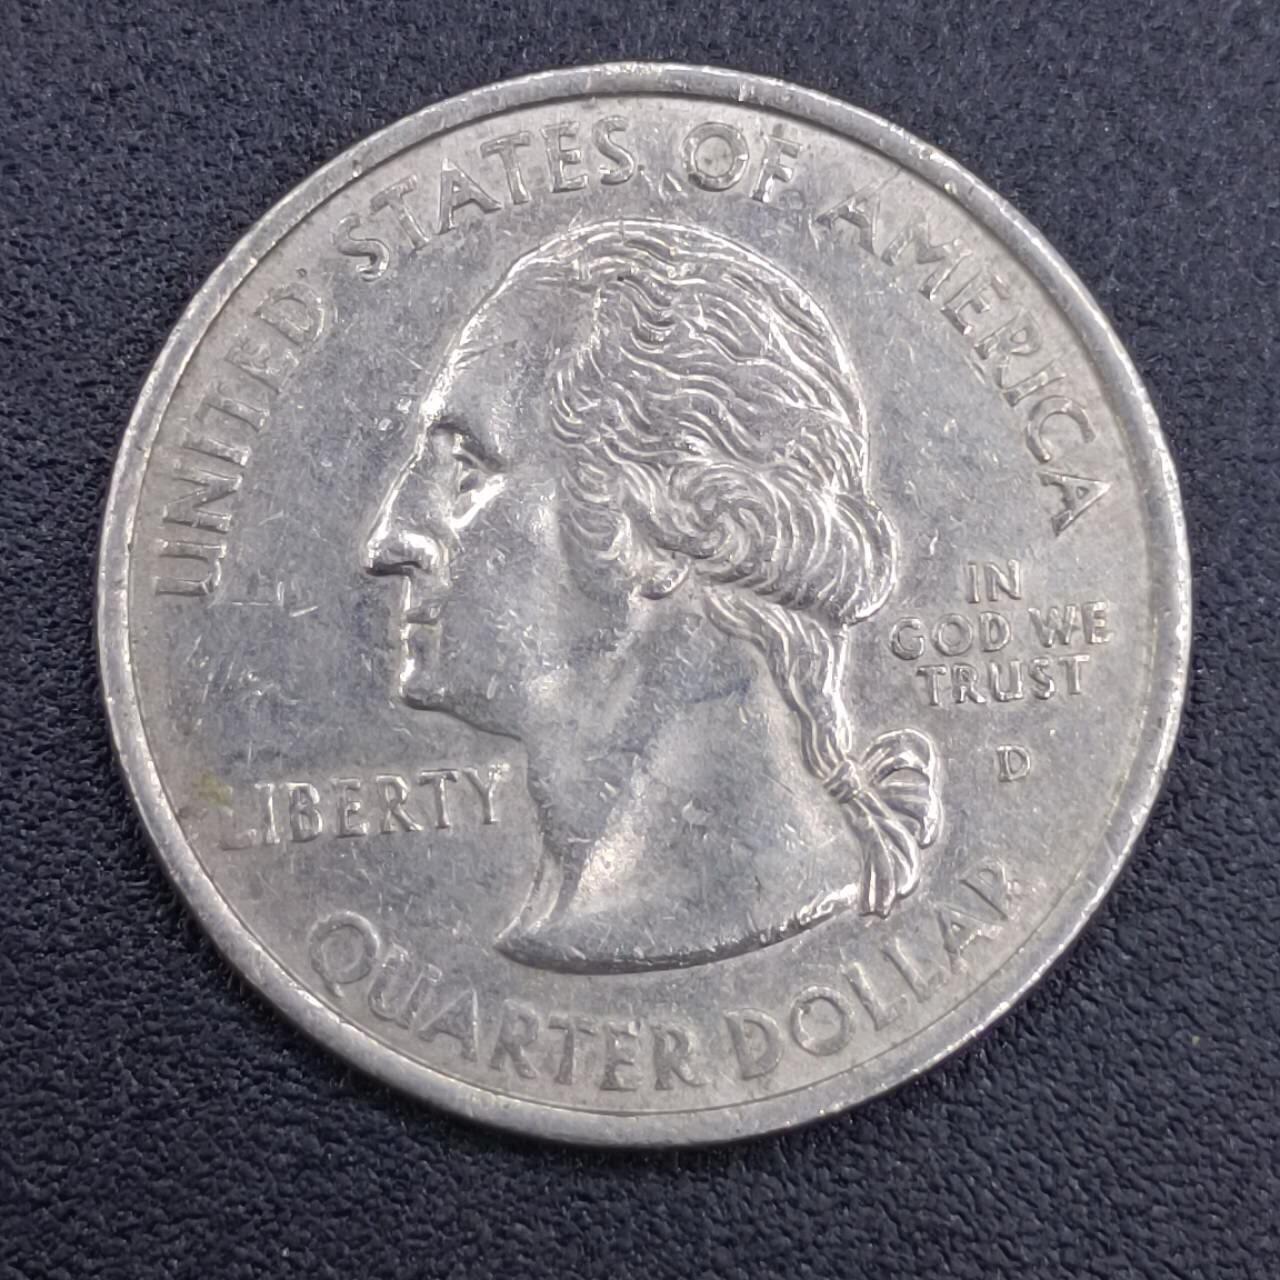 UNITED STATES OF AMERICA
IN
GOD WE
TRUST
D
LIBERTY
QUARTER DOLLAR